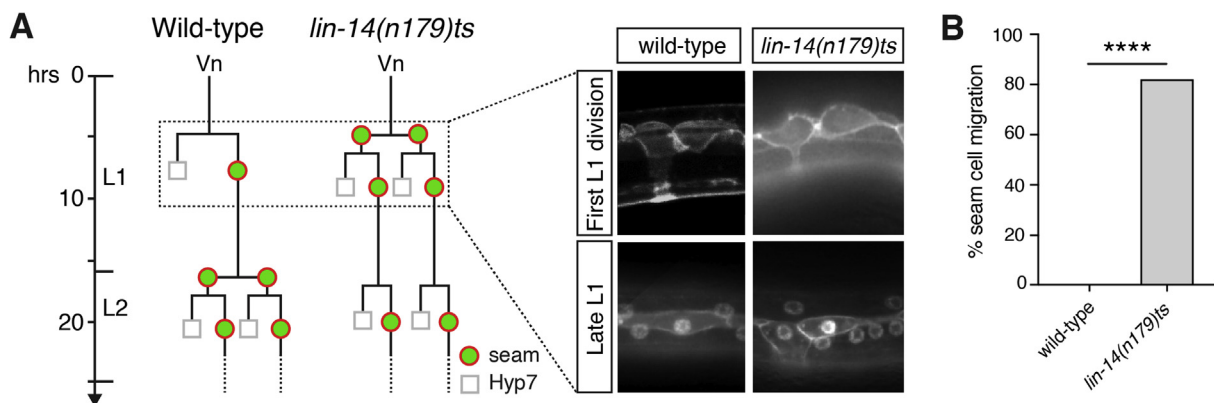 A
Wild-type
lin-14(n179)ts
Vn
Vn
hrs
0
10
20
L1
L2
seam
Hyp7
wild-type
lin-14(n179)ts
First L1 division
Late L1
B
****
% seam cell migration
100
80
60
40
20
0
wild-type
lin-14(n179)ts